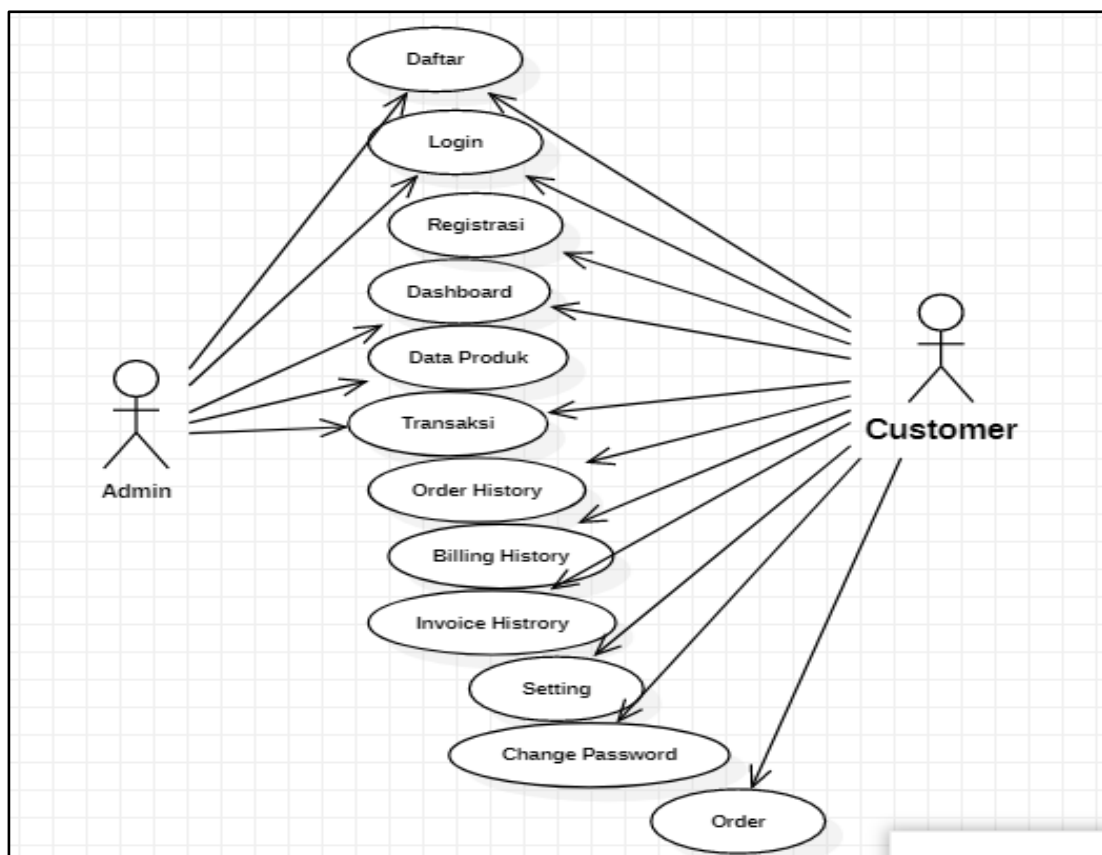 Daftar
Login
Registrasi
Dashboard
Data Produk
Transaksi
Order History
Billing History
Invoice Histrory
Setting
Change Password
Order
Admin
Customer